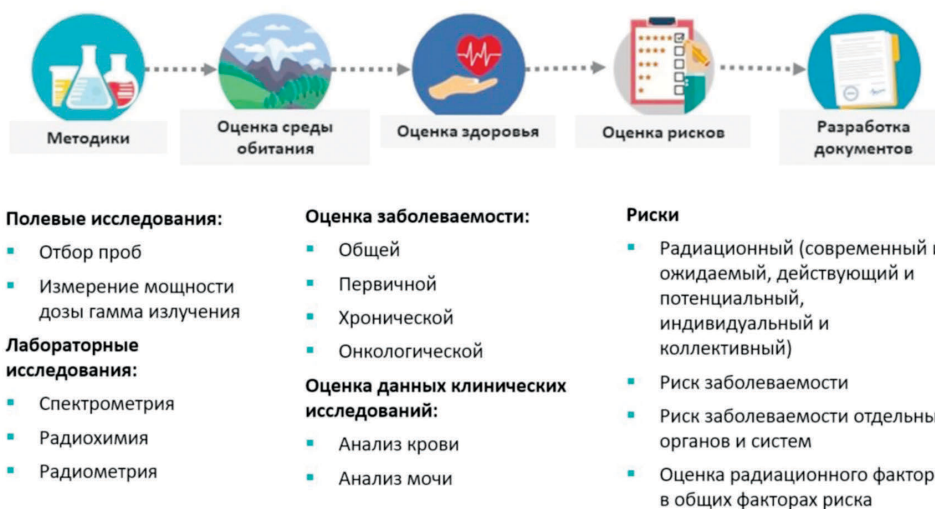 Методики
Оценка среды
обитания
Оценка здоровья
Оценка рисков
Разработка
документов
Полевые исследования:
Отбор проб
Измерение мощности
дозы гамма излучения
Лабораторные
исследования:
Спектрометрия
Радиохимия
Радиометрия
Оценка заболеваемости:
Общей
Первичной
Хронической
Онкологической
Оценка данных клинических
исследований:
Анализ крови
Анализ мочи
Риски
Радиационный (современный
ожидаемый, действующий и
потенциальный,
индивидуальный и
коллективный)
Риск заболеваемости
Риск заболеваемости
органов и систем
Оценка радиационного
в общих факторах риска